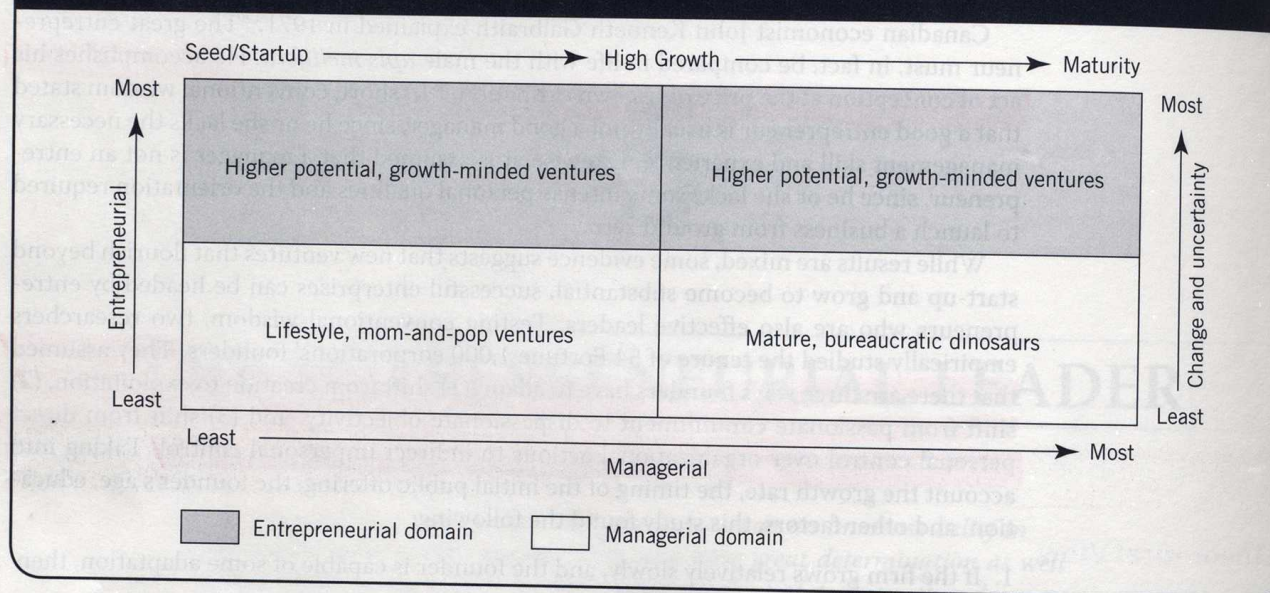 Seed/Startup
High Growth
Maturity
Most
Most
Higher potential, growth-minded ventures
Higher potential, growth-minded ventures
Entrepreneurial
Change and uncertainty
Lifestyle, mom-and-pop ventures
Mature, bureaucratic dinosaurs
Least
Least
Least
Most
Managerial
Entrepreneurial domain
Managerial domain